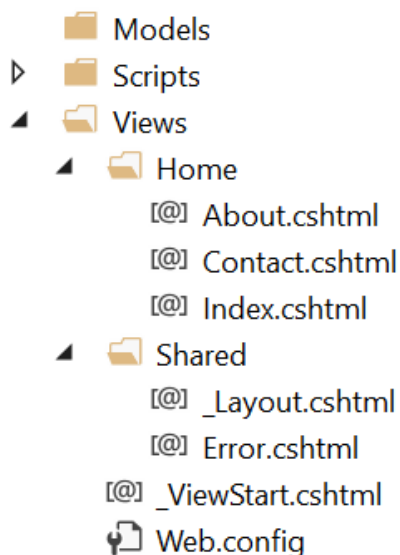 Models
Scripts
Views
Home
[@] About.cshtml
[@] Contact.cshtml
[@] Index.cshtml
Shared
[@] _Layout.cshtml
[@] Error.cshtml
[@] _ViewStart.cshtml
Web.config